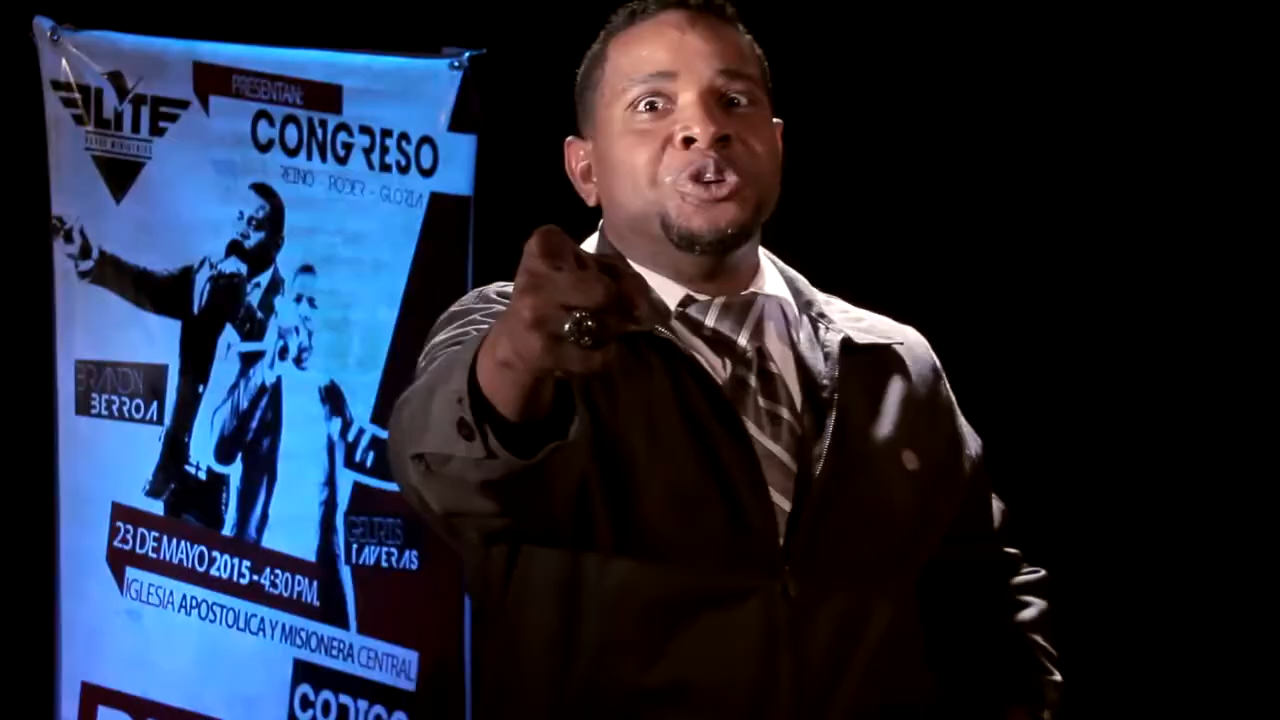 ELITE
PRESENTAN:
CONGRESO
REINO - PODER - GLORIA
BRANDN
BERROA
GEURIS
TAVERAS
23 DE MAYO 2015 - 4:30 PM.
IGLESIA APOSTOLICA Y MISIONERA CENTRAL